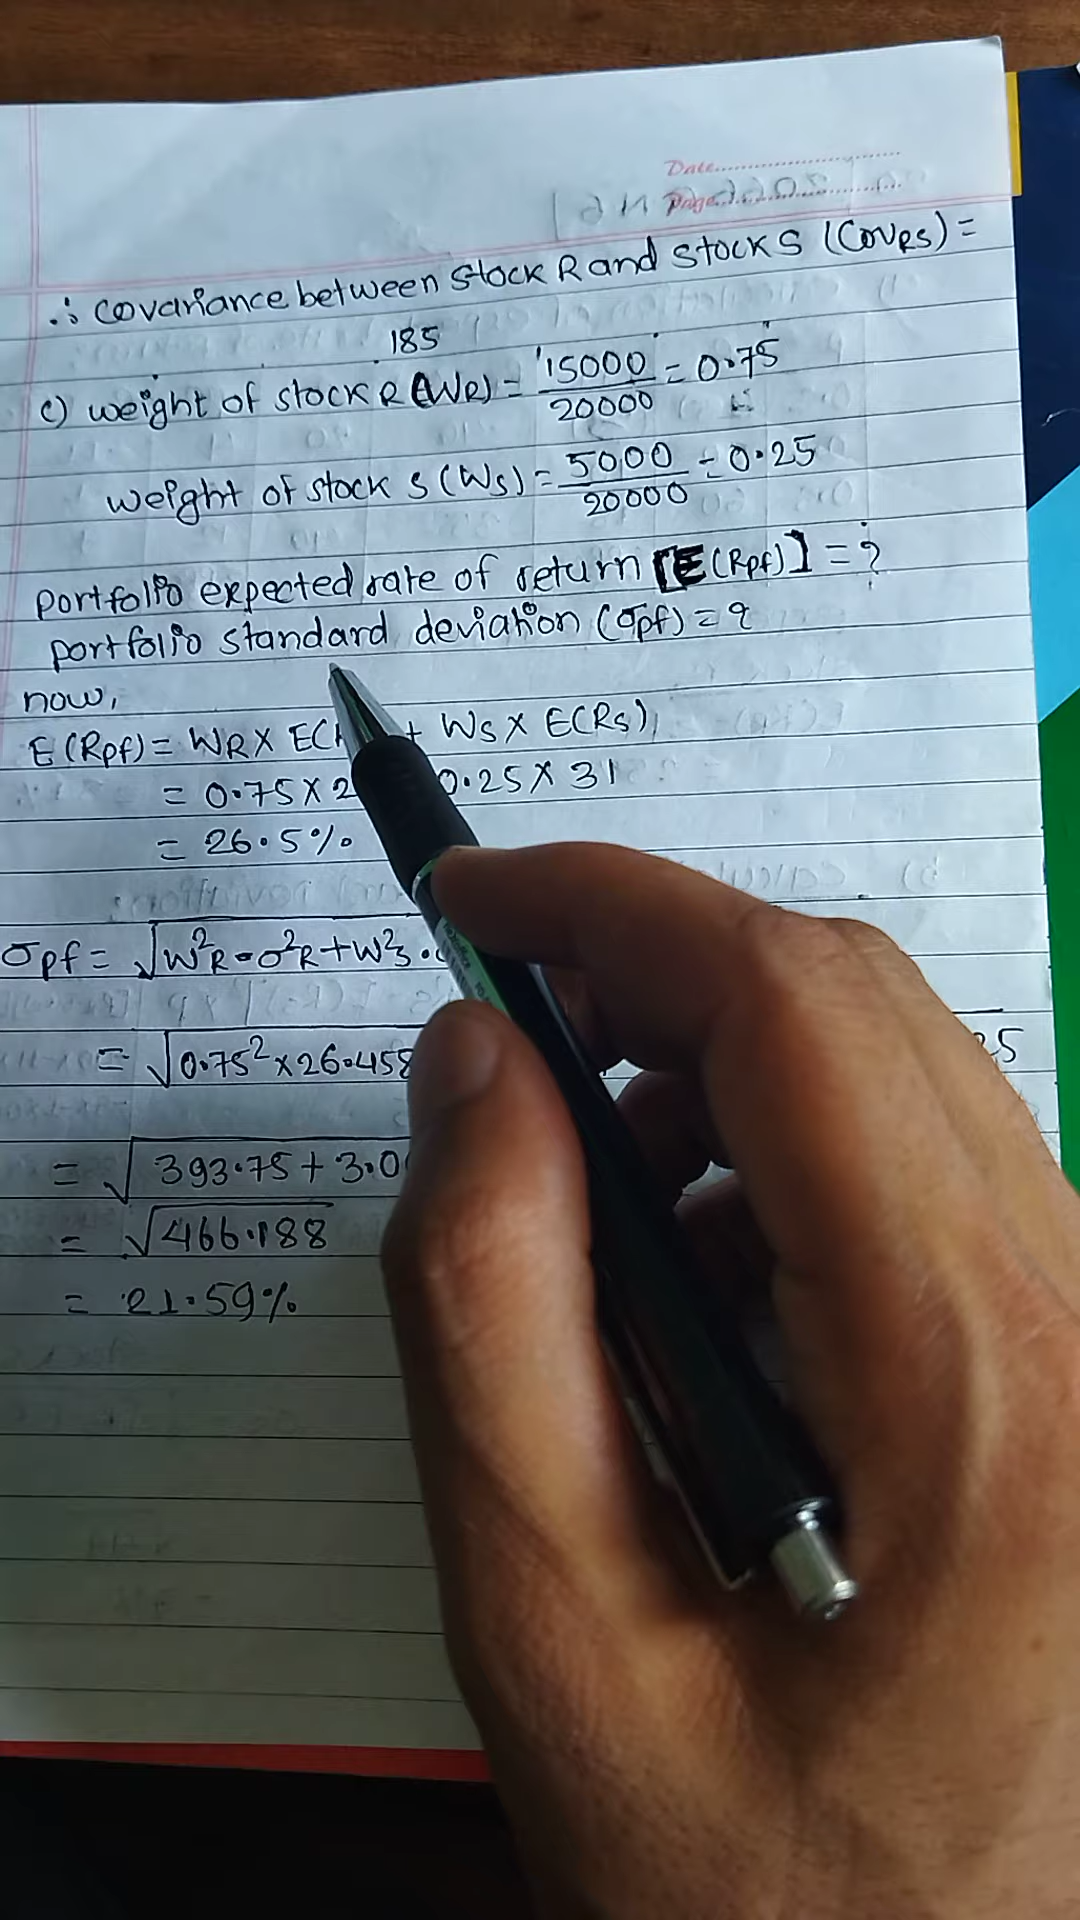 Date
Page
∴ covariance between stock R and stock S (CovRS) =
185
c) weight of stock R (WR) = 15000/20000 = 0.75
weight of stock S (WS) = 5000/20000 = 0.25
portfolio expected rate of return [E(Rpf)] = ?
portfolio standard deviation (σpf) = ?
now,
E(Rpf) = WR X E( + WS X E(RS)
= 0.75 X 2 0.25 X 31
= 26.5%
σpf = √W²R σ²R + W²S .
= √0.75² x 26.458 25
= √393.75 + 3.0
= √466.188
= 21.59%